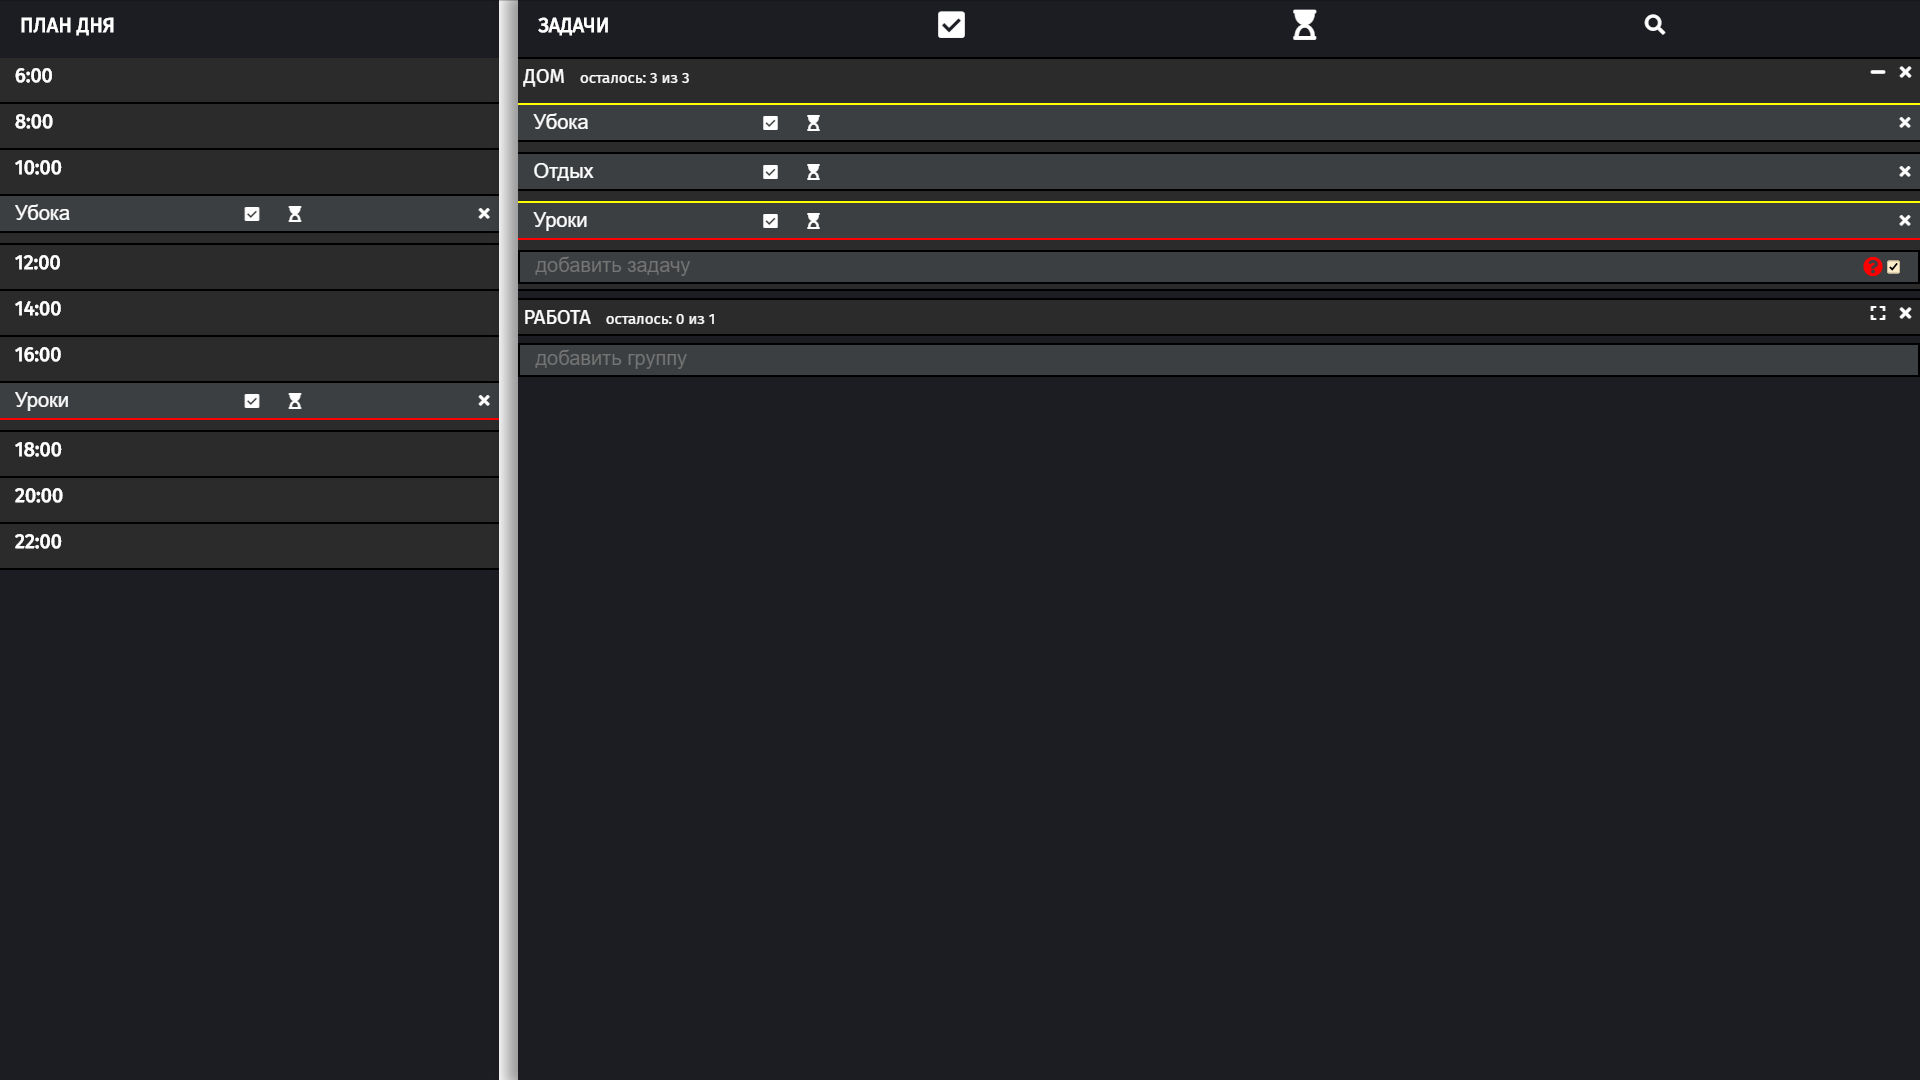 ПЛАН ДНЯ
6:00
8:00
10:00
Убока
12:00
14:00
16:00
Уроки
18:00
20:00
22:00
ЗАДАЧИ
ДОМ осталось: 3 из 3
Убока
Отдых
Уроки
добавить задачу
РАБОТА осталось: 0 из 1
добавить группу